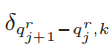 δ_{q^r_{j+1} − q^r_j, k}